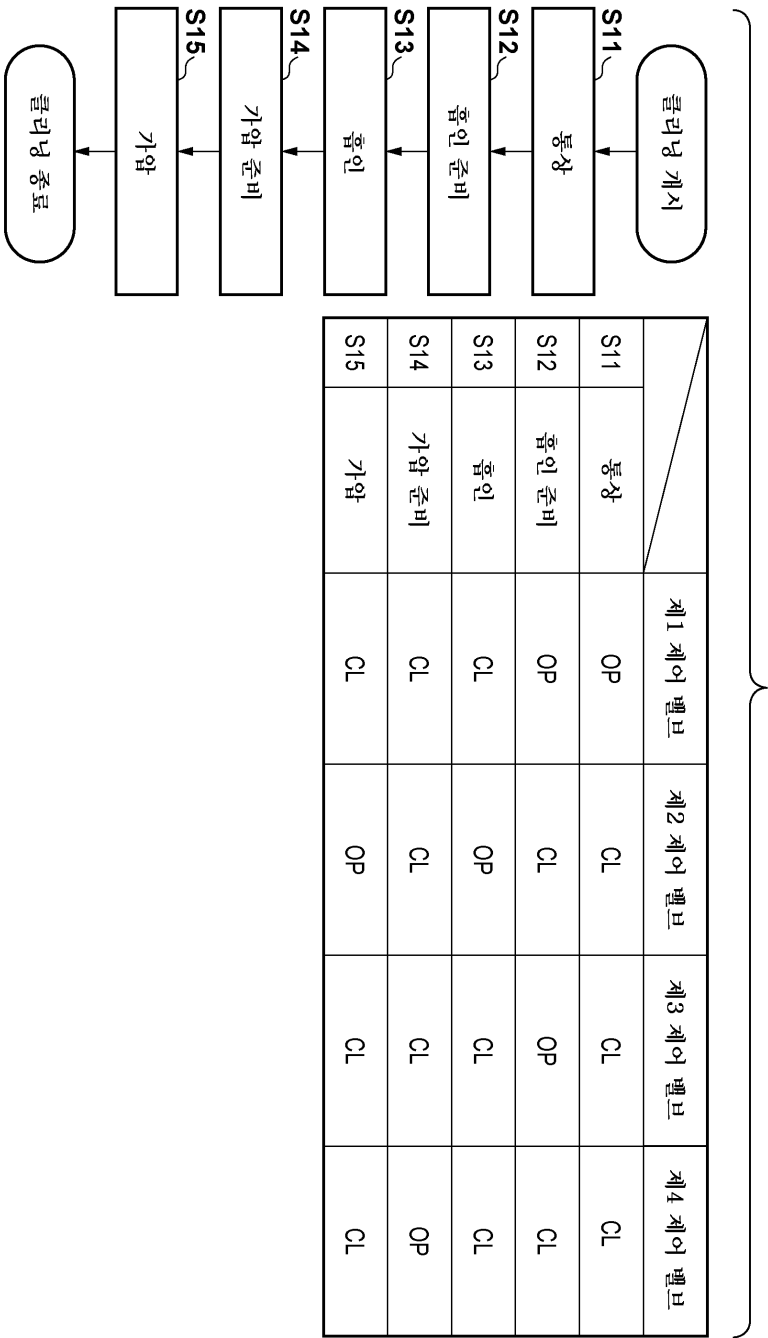 클리닝 개시
S11
통상
S12
흡인 준비
S13
흡인
S14
가압 준비
S15
가압
클리닝 종료
제1 제어 밸브 제2 제어 밸브 제3 제어 밸브 제4 제어 밸브
S11 통상 OP CL CL CL
S12 흡인 준비 OP CL OP CL
S13 흡인 CL OP CL CL
S14 가압 준비 CL CL CL OP
S15 가압 CL OP CL CL